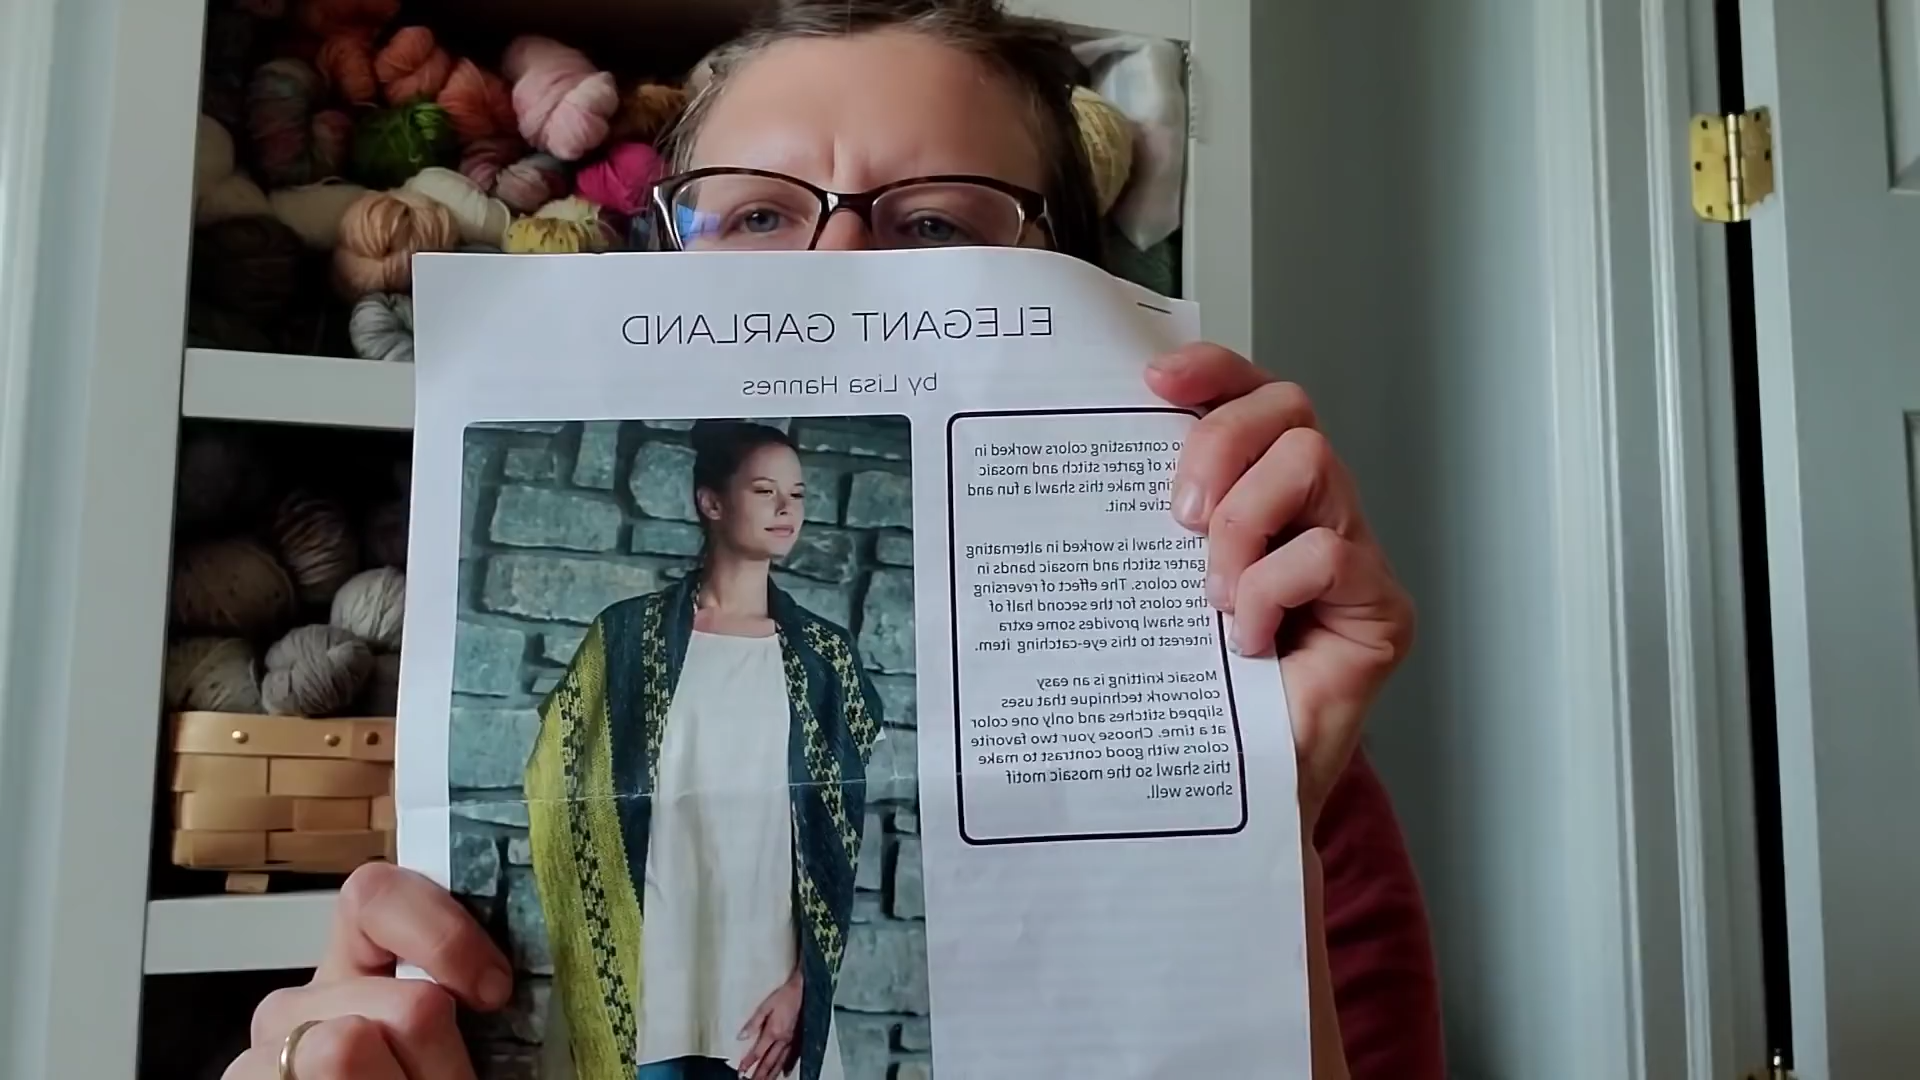 ELEGANT GARLAND
by Lisa Hannes
contrasting colors worked in
of garter stitch and mosaic
make this shawl a fun and
knit.
This shawl is worked in alternating
garter stitch and mosaic bands in
two colors. The effect of reversing
the colors for the second half of
the shawl provides some extra
interest to this eye-catching item.
Mosaic knitting is an easy
colorwork technique that uses
slipped stitches and only one color
at a time. Choose your two favorite
colors with good contrast to make
this shawl so the mosaic motif
shows well.